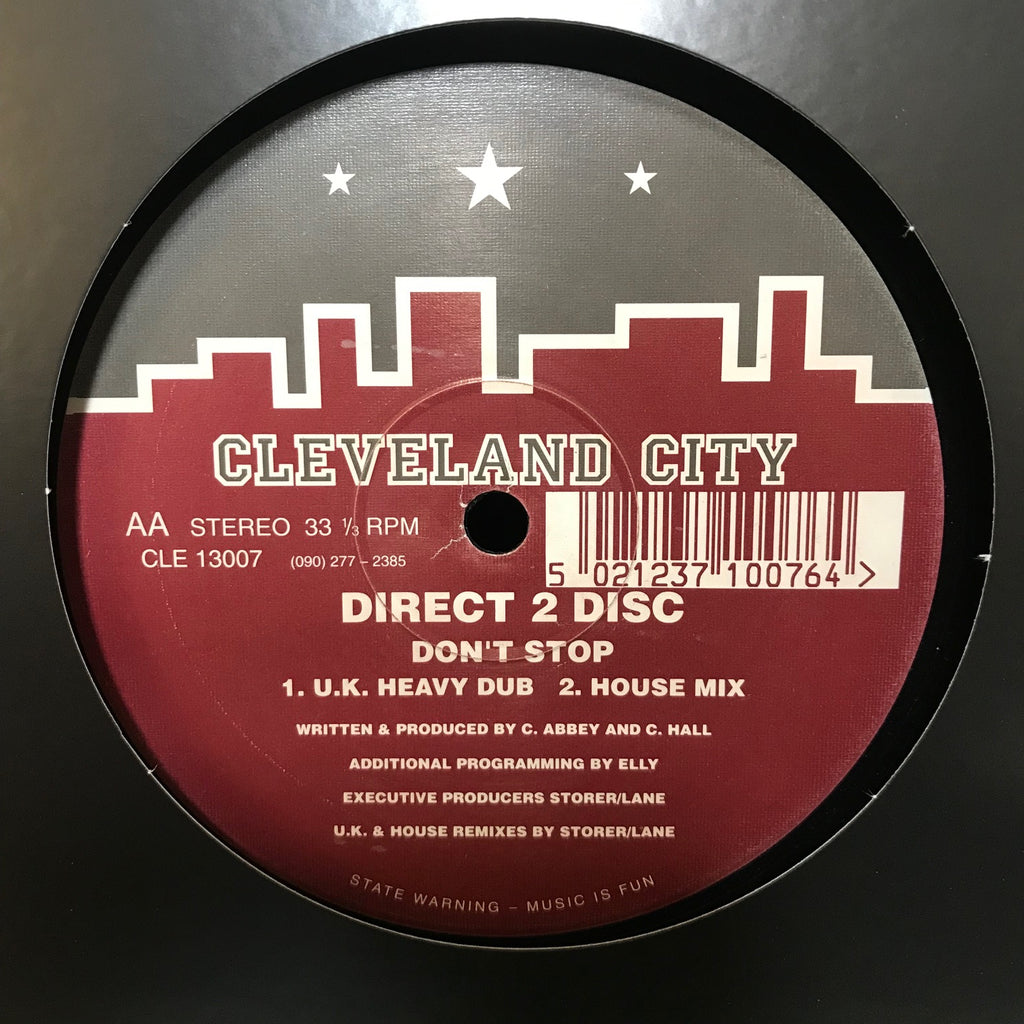 CLEVELAND CITY
AA STEREO 33 ⅓ RPM
CLE 13007 (090) 277 – 2385
5 021237 100764 >
DIRECT 2 DISC
DON'T STOP
1. U.K. HEAVY DUB 2. HOUSE MIX
WRITTEN & PRODUCED BY C. ABBEY AND C. HALL
ADDITIONAL PROGRAMMING BY ELLY
EXECUTIVE PRODUCERS STORER/LANE
U.K. & HOUSE REMIXES BY STORER/LANE
STATE WARNING – MUSIC IS FUN